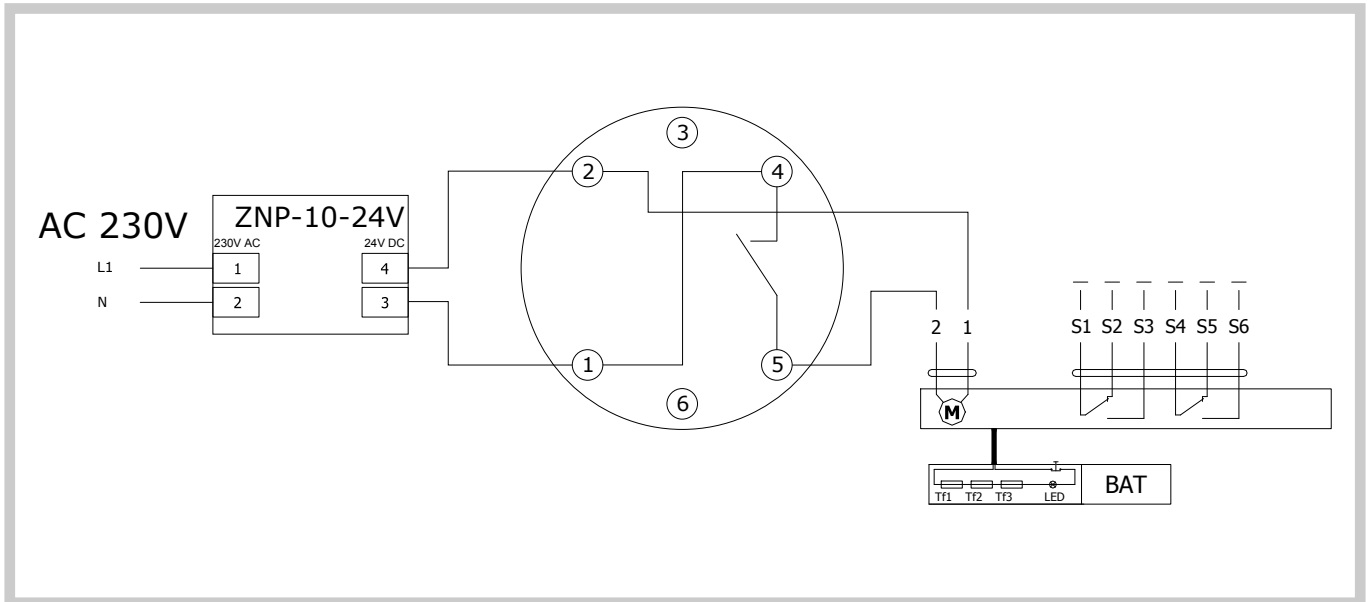 AC 230V
L1
N
ZNP-10-24V
230V AC 24V DC
1 4
2 3
3
2 4
1 5
6
2 1
S1 S2 S3 S4 S5 S6
M
Tf1 Tf2 Tf3 LED
BAT